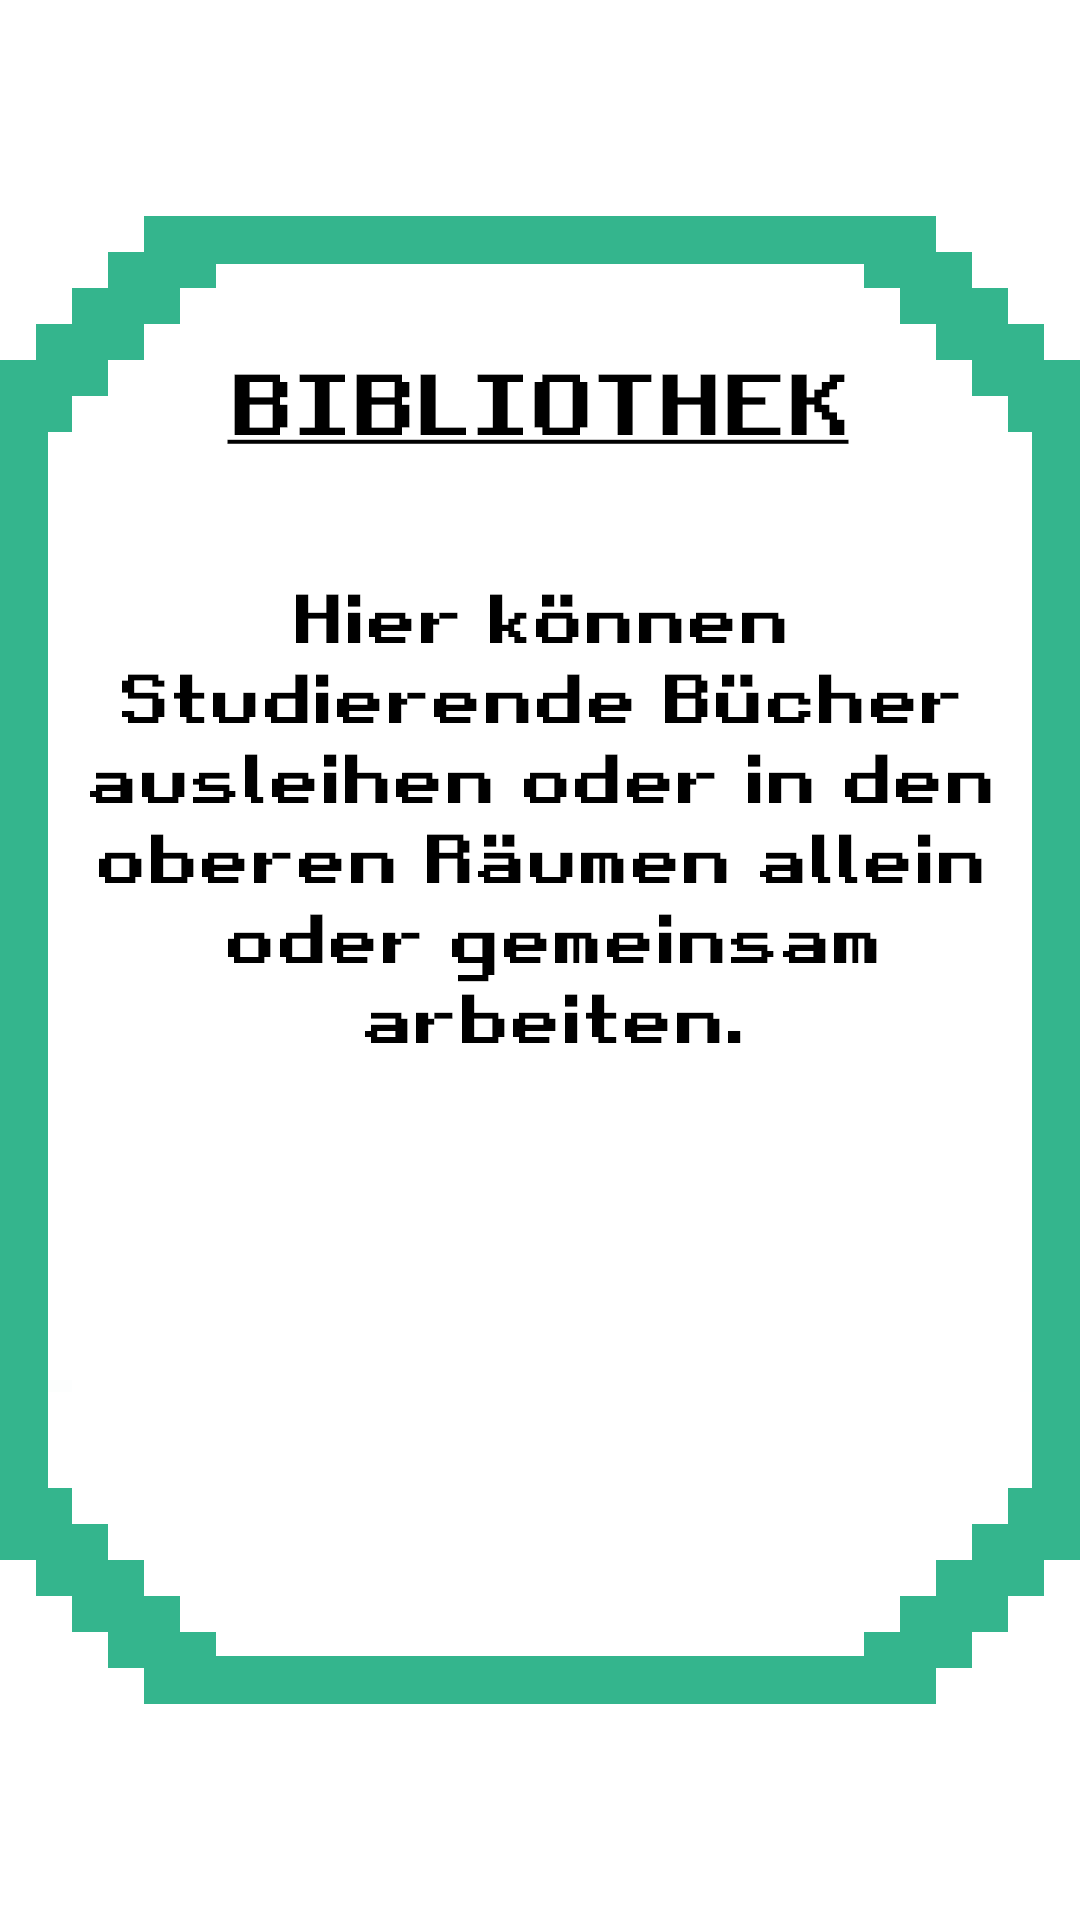 BIBLIOTHEK
Hier können
Studierende Bücher
ausleihen oder in den
oberen Räumen allein
oder gemeinsam
arbeiten.